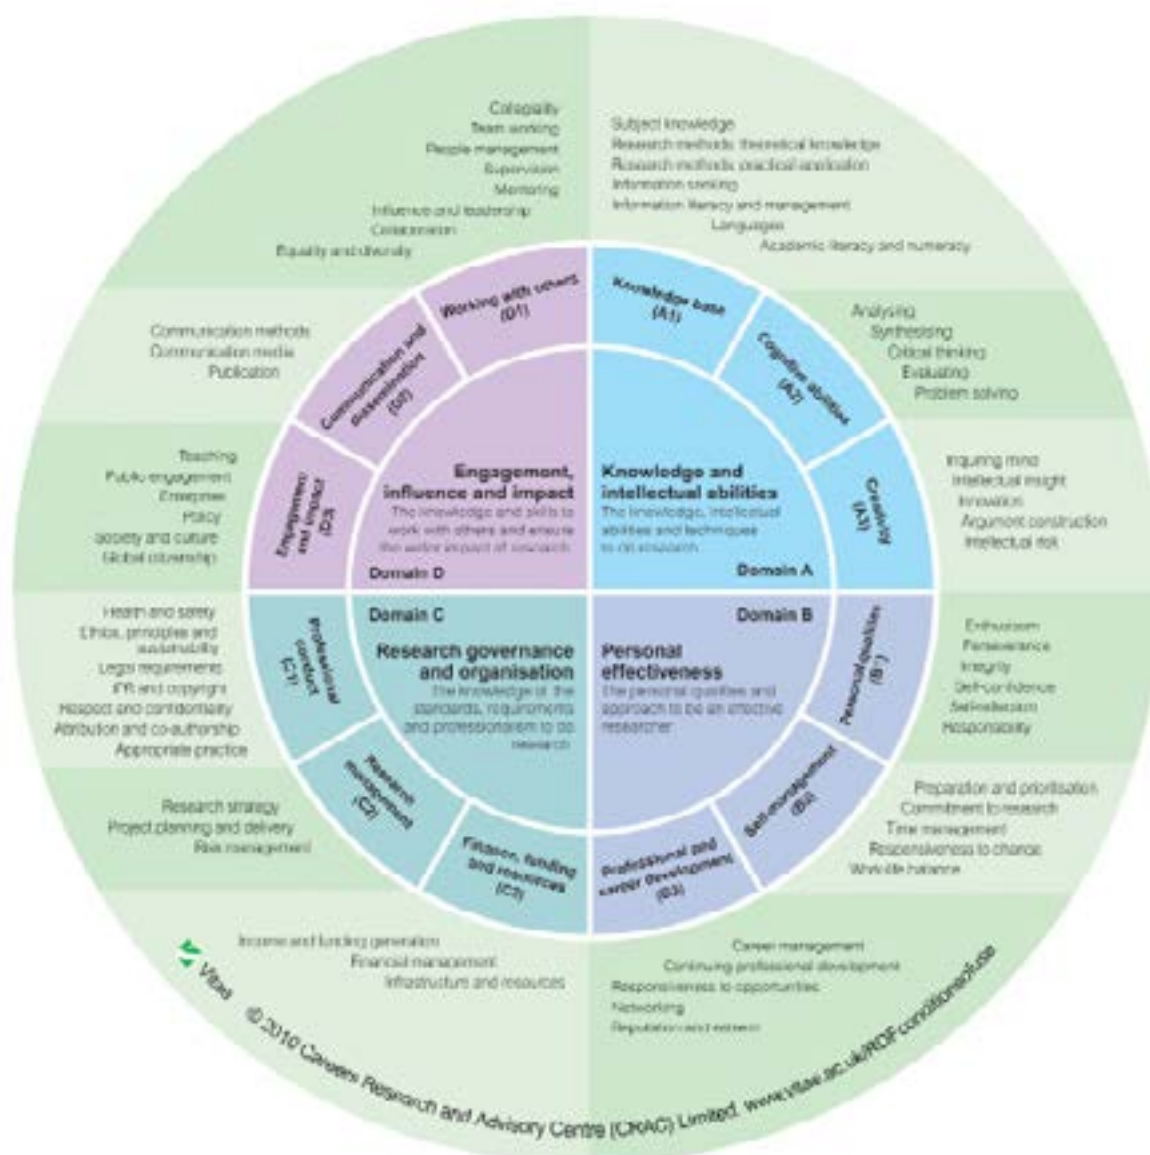 Collegiality
Team working
People management
Supervision
Mentoring
Influence and leadership
Collaboration
Equality and diversity
Subject knowledge
Research methods: theoretical knowledge
Research methods: practical application
Information seeking
Information literacy and management
Languages
Academic literacy and numeracy
Working with others
(D1)
Knowledge base
(A1)
Communication methods
Communication media
Publication
Communication and
dissemination
(D2)
Cognitive abilities
(A2)
Analysing
Synthesising
Critical thinking
Evaluating
Problem solving
Teaching
Public engagement
Enterprise
Policy
Society and culture
Global citizenship
Engagement
and impact
(D3)
Engagement,
influence and impact
The knowledge and skills to
work with others and ensure
the wider impact of research.
Domain D
Knowledge and
intellectual abilities
The knowledge, intellectual
abilities and techniques
to do research.
Domain A
Creativity
(A3)
Inquiring mind
Intellectual insight
Innovation
Argument construction
Intellectual risk
Health and safety
Ethics, principles and
sustainability
Legal requirements
IPR and copyright
Respect and confidentiality
Attribution and co-authorship
Appropriate practice
Professional
conduct
(C1)
Domain C
Research governance
and organisation
The knowledge of the
standards, requirements
and professionalism to do
research.
Domain B
Personal
effectiveness
The personal qualities and
approach to be an effective
researcher.
Personal qualities
(B1)
Enthusiasm
Perseverance
Integrity
Self-confidence
Self-reflection
Responsibility
Research strategy
Project planning and delivery
Risk management
Research
management
(C2)
Self-management
(B2)
Preparation and prioritisation
Commitment to research
Time management
Responsiveness to change
Work-life balance
Finance, funding
and resources
(C3)
Professional and
career development
(B3)
Income and funding generation
Financial management
Infrastructure and resources
Career management
Continuing professional development
Responsiveness to opportunities
Networking
Reputation and esteem
Vitae
© 2010 Careers Research and Advisory Centre (CRAC) Limited. www.vitae.ac.uk/RDFconditionsofuse